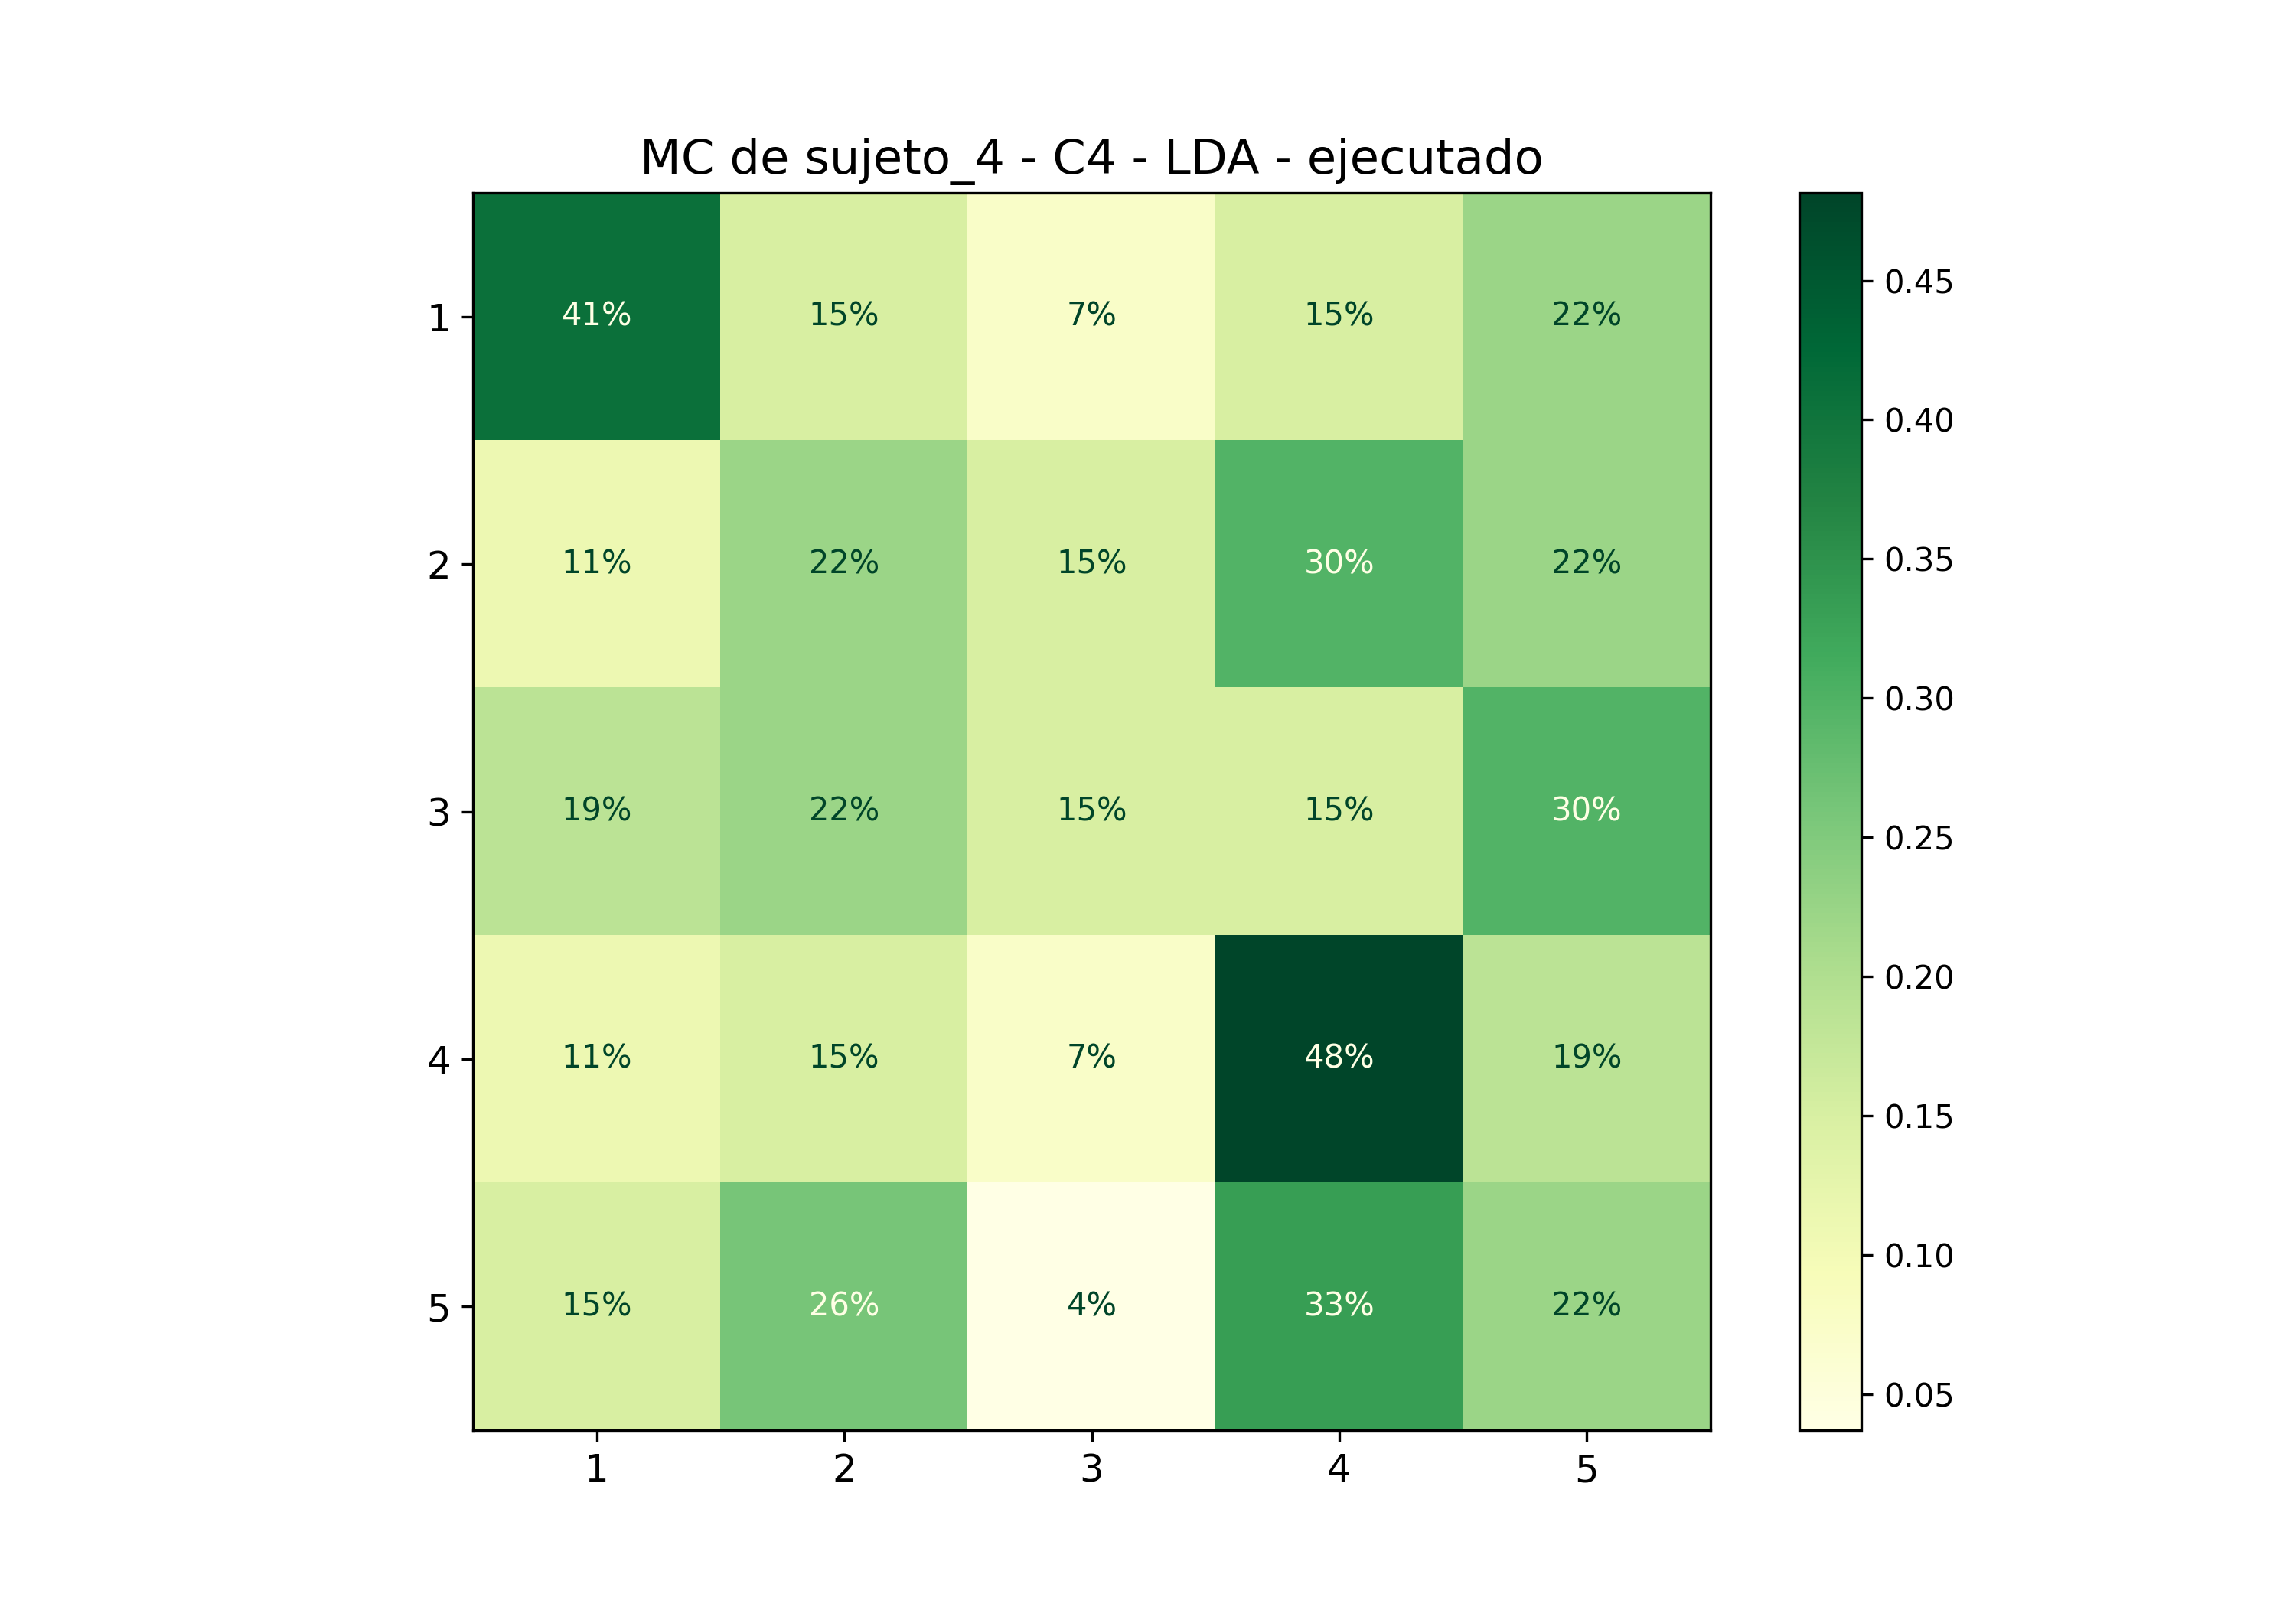 MC de sujeto_4 - C4 - LDA - ejecutado
1 41% 15% 7% 15% 22%
2 11% 22% 15% 30% 22%
3 19% 22% 15% 15% 30%
4 11% 15% 7% 48% 19%
5 15% 26% 4% 33% 22%
1 2 3 4 5
0.45
0.40
0.35
0.30
0.25
0.20
0.15
0.10
0.05